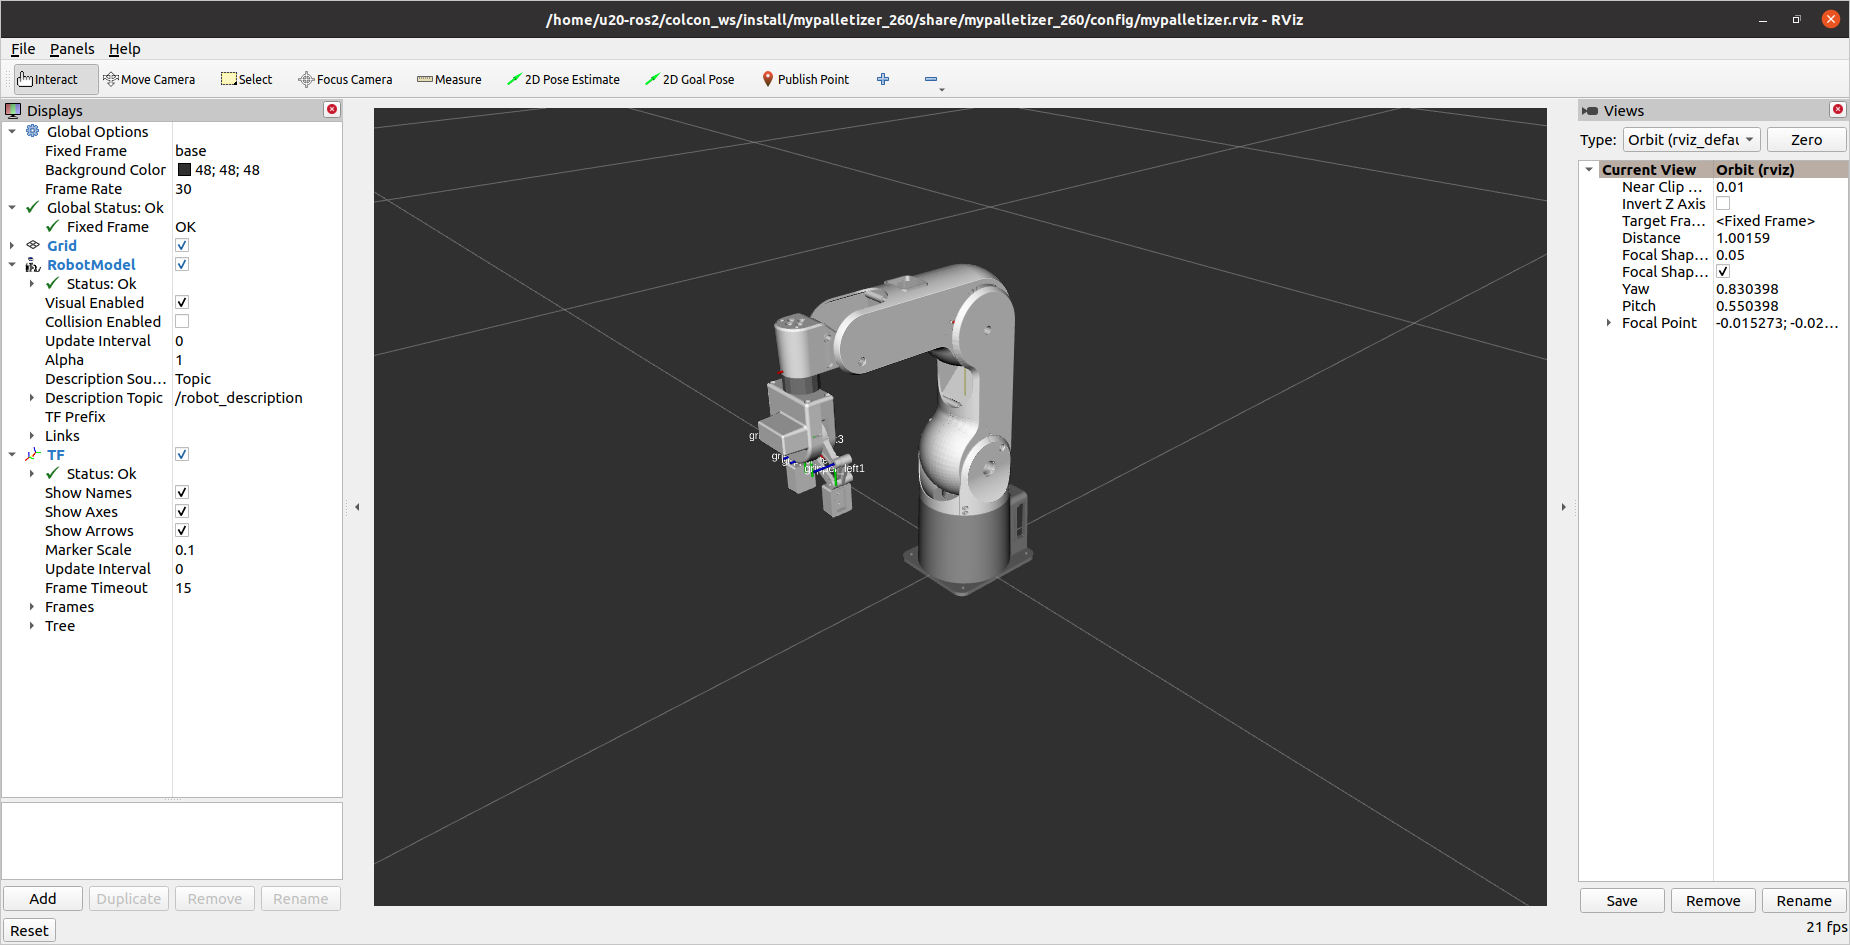 /home/u20-ros2/colcon_ws/install/mypalletizer_260/share/mypalletizer_260/config/mypalletizer.rviz - RViz
File Panels Help
Interact Move Camera Select Focus Camera Measure 2D Pose Estimate 2D Goal Pose Publish Point
Displays
Global Options
Fixed Frame base
Background Color 48; 48; 48
Frame Rate 30
Global Status: Ok
Fixed Frame OK
Grid
RobotModel
Status: Ok
Visual Enabled
Collision Enabled
Update Interval 0
Alpha 1
Description Sou... Topic
Description Topic /robot_description
TF Prefix
Links
TF
Status: Ok
Show Names
Show Axes
Show Arrows
Marker Scale 0.1
Update Interval 0
Frame Timeout 15
Frames
Tree
Add Duplicate Remove Rename
Reset
left1
Views
Type: Orbit (rviz_defau Zero
Current View Orbit (rviz)
Near Clip ... 0.01
Invert Z Axis
Target Fra... <Fixed Frame>
Distance 1.00159
Focal Shap... 0.05
Focal Shap...
Yaw 0.830398
Pitch 0.550398
Focal Point -0.015273; -0.02...
Save Remove Rename
21 fps